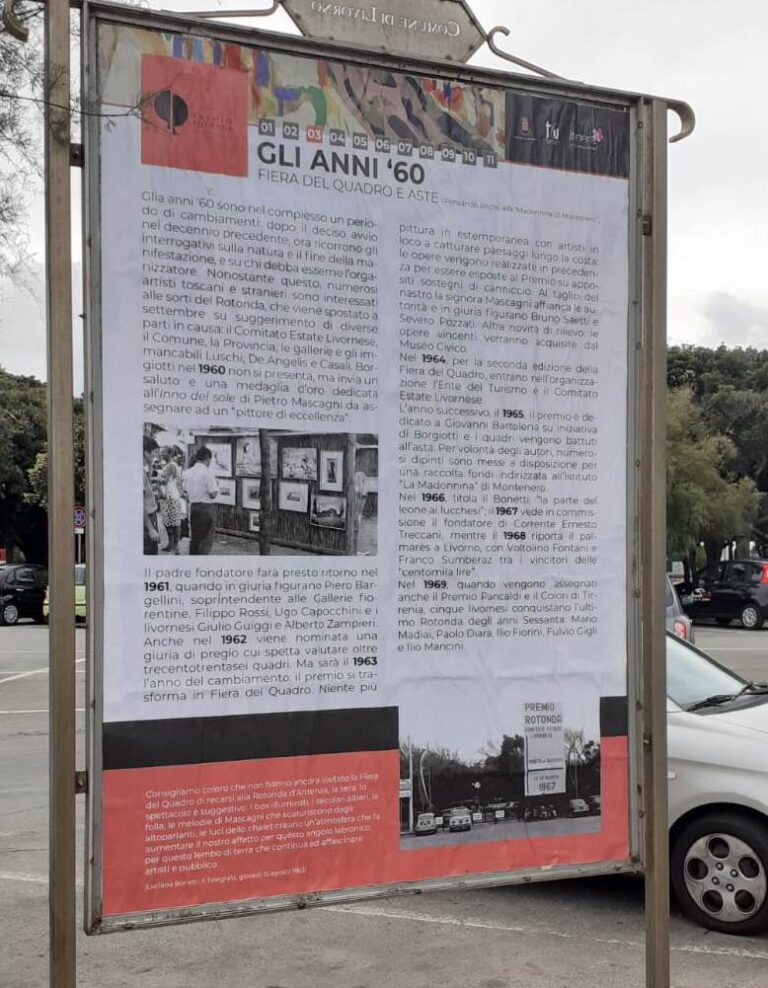 COMUNE DI LIVORNO
PREMIO
ROTONDA
01 02 03 04 05 06 07 08 09 10 11
GLI ANNI ‘60
FIERA DEL QUADRO E ASTE
Glia anni ’60 sono nel complesso un perio-
do di cambiamenti: dopo il deciso avvio
nel decennio precedente, ora ricorrono gli
interrogativi sulla natura e il fine della ma-
nifestazione, e su chi debba esserne l’orga-
nizzatore. Nonostante questo, numerosi
artisti toscani e stranieri sono interessati
alle sorti del Rotonda, che viene spostato a
settembre su suggerimento di diverse
parti in causa: il Comitato Estate Livornese,
il Comune, la Provincia, le gallerie e gli im-
mancabili Luschi, De Angelis e Casali. Bor-
giotti nel 1960 non si presenta, ma invia un
saluto e una medaglia d’oro dedicata
all’Inno del sole di Pietro Mascagni da as-
segnare ad un “pittore di eccellenza”.
Il padre fondatore farà presto ritorno nel
1961, quando in giuria figurano Piero Bar-
gellini, soprintendente alle Gallerie fio-
rentine, Filippo Rossi, Ugo Capocchini e i
livornesi Giulio Guiggi e Alberto Zampieri.
Anche nel 1962 viene nominata una
giuria di pregio cui spetta valutare oltre
trecentotrentasei quadri. Ma sarà il 1963
l’anno del cambiamento: il premio si tra-
sforma in Fiera del Quadro. Niente più
pittura in estemporanea con artisti in
loco a catturare paesaggi lungo la costa:
le opere vengono realizzate in preceden-
za per essere esposte al Premio su appo-
siti sostegni di canniccio. Al taglio del
nastro la signora Mascagni affianca le au-
torità e in giuria figurano Bruno Saetti e
Severo Pozzati. Altra novità di rilievo: le
opere vincenti verranno acquisite dal
Museo Civico.
Nel 1964, per la seconda edizione della
Fiera del Quadro, entrano nell’organizza-
zione l’Ente del Turismo e il Comitato
Estate Livornese.
L’anno successivo, il 1965, il premio è de-
dicato a Giovanni Bartolena su iniziativa
di Borgiotti e i quadri vengono battuti
all’asta. Per volontà degli autori, numero-
si dipinti sono messi a disposizione per
una raccolta fondi indirizzata all’Istituto
“La Madonnina” di Montenero.
Nel 1966, titola il Bonetti, “la parte del
leone ai lucchesi”; il 1967 vede in commis-
sione il fondatore di Corrente Ernesto
Treccani, mentre il 1968 riporta il pal-
marès a Livorno, con Voltolino Fontani e
Franco Sumberaz tra i vincitori delle
“centomila lire”.
Nel 1969, quando vengono assegnati
anche il Premio Pancaldi e il Colori di Tir-
renia, cinque livornesi conquistano l’ulti-
mo Rotonda degli anni Sessanta: Mario
Madiai, Paolo Diara, Ilio Fiorini, Fulvio Gigli
e Ilio Mancini.
PREMIO
ROTONDA
COMITATO ESTATE
LIVORNESE
1967
Consigliamo coloro che non hanno ancora visitato la Fiera
del Quadro di recarsi alla Rotonda d’Ardenza, la sera: lo
spettacolo è suggestivo. I box illuminati, i secolari alberi, la
folla, le melodie di Mascagni che scaturiscono dagli
altoparlanti, le luci dello chalet creano un’atmosfera che fa
aumentare il nostro affetto per questo angolo labronico,
per questo lembo di terra che continua ad affascinare
artisti e pubblico.